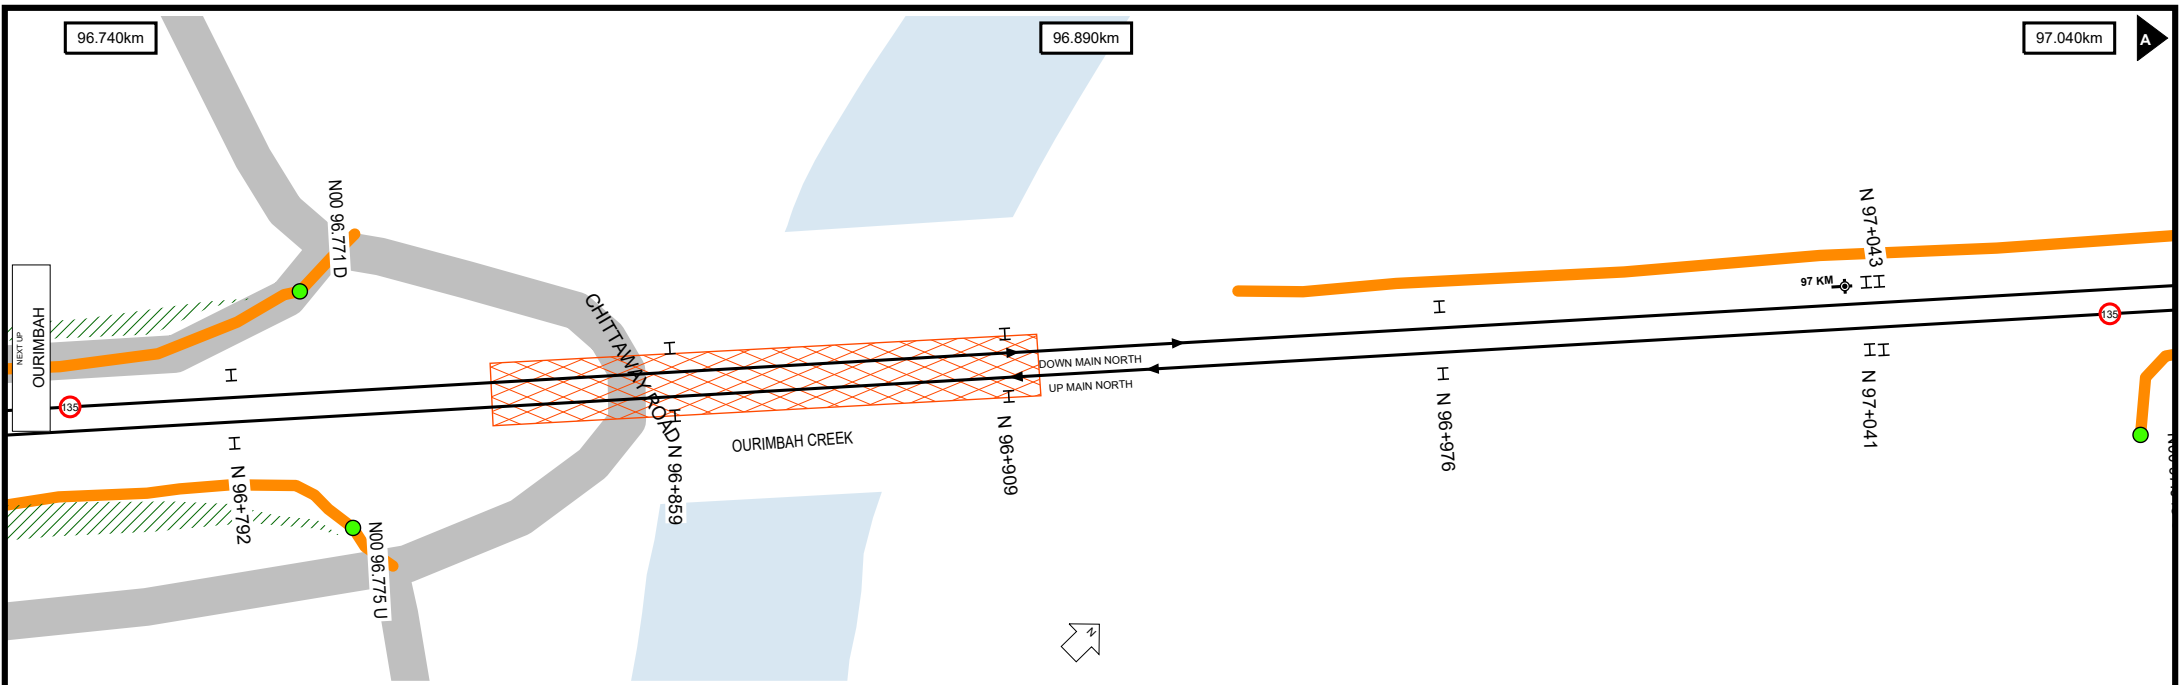 96.740km
96.890km
97.040km
A
N00 96.771 D
NEXT UP
OURIMBAH
135
CHITTAWAY ROAD
DOWN MAIN NORTH
UP MAIN NORTH
OURIMBAH CREEK
N 96+792
N00 96.775 U
N 96+859
N 96+909
N 96+976
97 KM
N 97+043
N 97+041
135
N